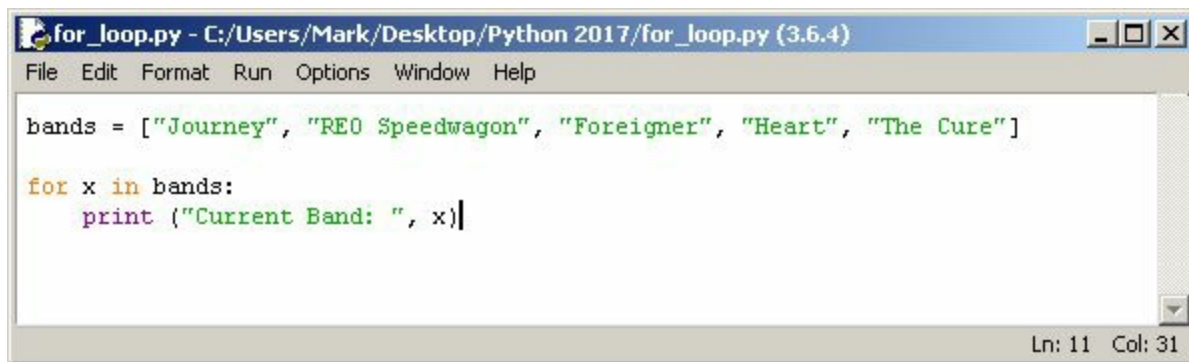 for_loop.py - C:/Users/Mark/Desktop/Python 2017/for_loop.py (3.6.4)
File Edit Format Run Options Window Help
bands = ["Journey", "REO Speedwagon", "Foreigner", "Heart", "The Cure"]
for x in bands:
    print ("Current Band: ", x)
Ln: 11 Col: 31